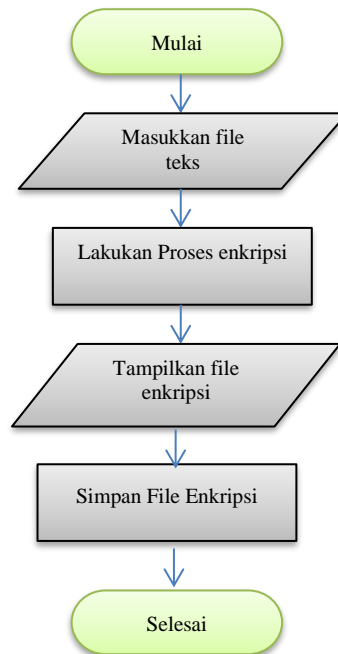 Mulai
Masukkan file
teks
Lakukan Proses enkripsi
Tampilkan file
enkripsi
Simpan File Enkripsi
Selesai